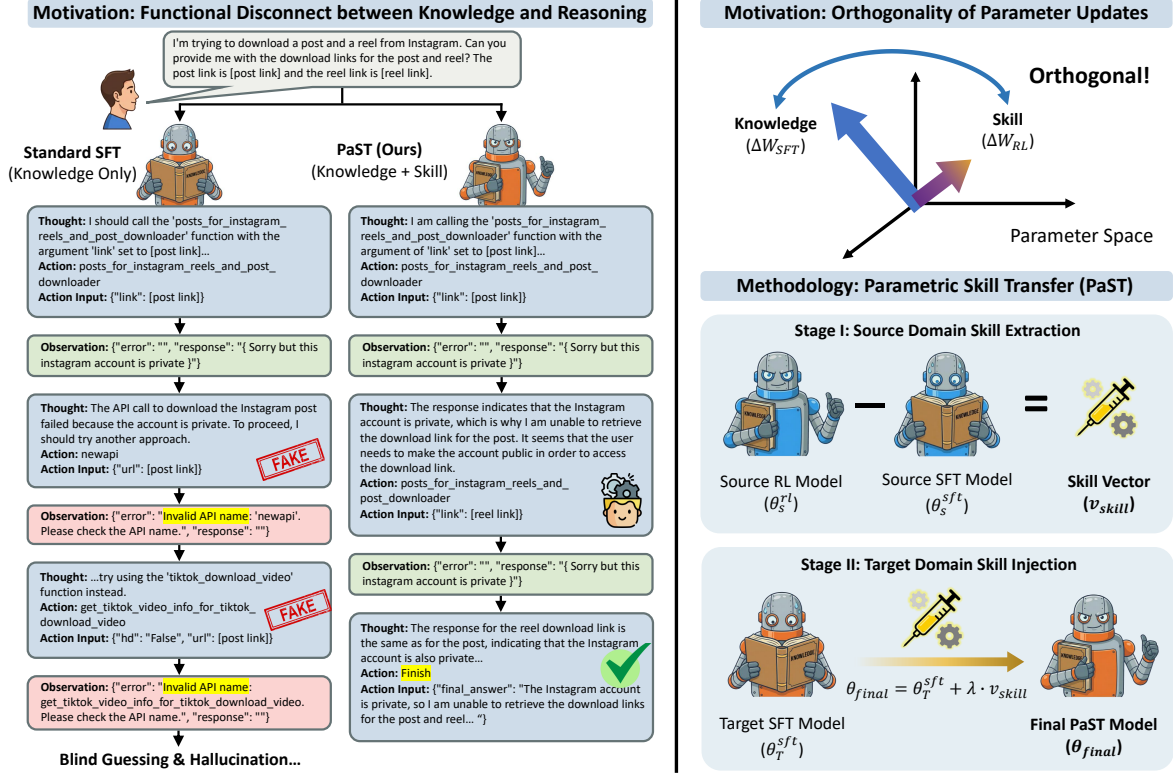 Motivation: Functional Disconnect between Knowledge and Reasoning
I'm trying to download a post and a reel from Instagram. Can you
provide me with the download links for the post and reel? The
post link is [post link] and the reel link is [reel link].
Standard SFT
(Knowledge Only)
KNOWLEDGE
Thought: I should call the 'posts_for_instagram_
reels_and_post_downloader' function with the
argument 'link' set to [post link]...
Action: posts_for_instagram_reels_and_post_
downloader
Action Input: {"link": [post link]}
Observation: {"error": "", "response": "{ Sorry but this
instagram account is private }"}
Thought: The API call to download the Instagram post
failed because the account is private. To proceed, I
should try another approach.
Action: newapi
Action Input: {"url": [post link]}
FAKE
Observation: {"error": "Invalid API name: 'newapi'.
Please check the API name.", "response": ""}
Thought: ...try using the 'tiktok_download_video'
function instead.
Action: get_tiktok_video_info_for_tiktok_
download_video
Action Input: {"hd": "False", "url": [post link]}
FAKE
Observation: {"error": "Invalid API name:
get_tiktok_video_info_for_tiktok_download_video.
Please check the API name.", "response": ""}
Blind Guessing & Hallucination...
PaST (Ours)
(Knowledge + Skill)
KNOWLEDGE
Thought: I am calling the 'posts_for_instagram_
reels_and_post_downloader' function with the
argument of 'link' set to [post link]...
Action: posts_for_instagram_reels_and_post_
downloader
Action Input: {"link": [post link]}
Observation: {"error": "", "response": "{ Sorry but this
instagram account is private }"}
Thought: The response indicates that the Instagram
account is private, which is why I am unable to retrieve
the download link for the post. It seems that the user
needs to make the account public in order to access
the download link.
Action: posts_for_instagram_reels_and_
post_downloader
Action Input: {"link": [reel link]}
Observation: {"error": "", "response": "{ Sorry but this
instagram account is private }"}
Thought: The response for the reel download link is
the same as for the post, indicating that the Instagram
account is also private...
Action: Finish
Action Input: {"final_answer": "The Instagram account
is private, so I am unable to retrieve the download links
for the post and reel... "}
Motivation: Orthogonality of Parameter Updates
Orthogonal!
Knowledge
(ΔW_SFT)
Skill
(ΔW_RL)
Parameter Space
Methodology: Parametric Skill Transfer (PaST)
Stage I: Source Domain Skill Extraction
KNOWLEDGE
KNOWLEDGE
Source RL Model
(θ_S^rl)
Source SFT Model
(θ_S^sft)
Skill Vector
(v_skill)
Stage II: Target Domain Skill Injection
KNOWLEDGE
KNOWLEDGE
θ_final = θ_T^sft + λ · v_skill
Target SFT Model
(θ_T^sft)
Final PaST Model
(θ_final)